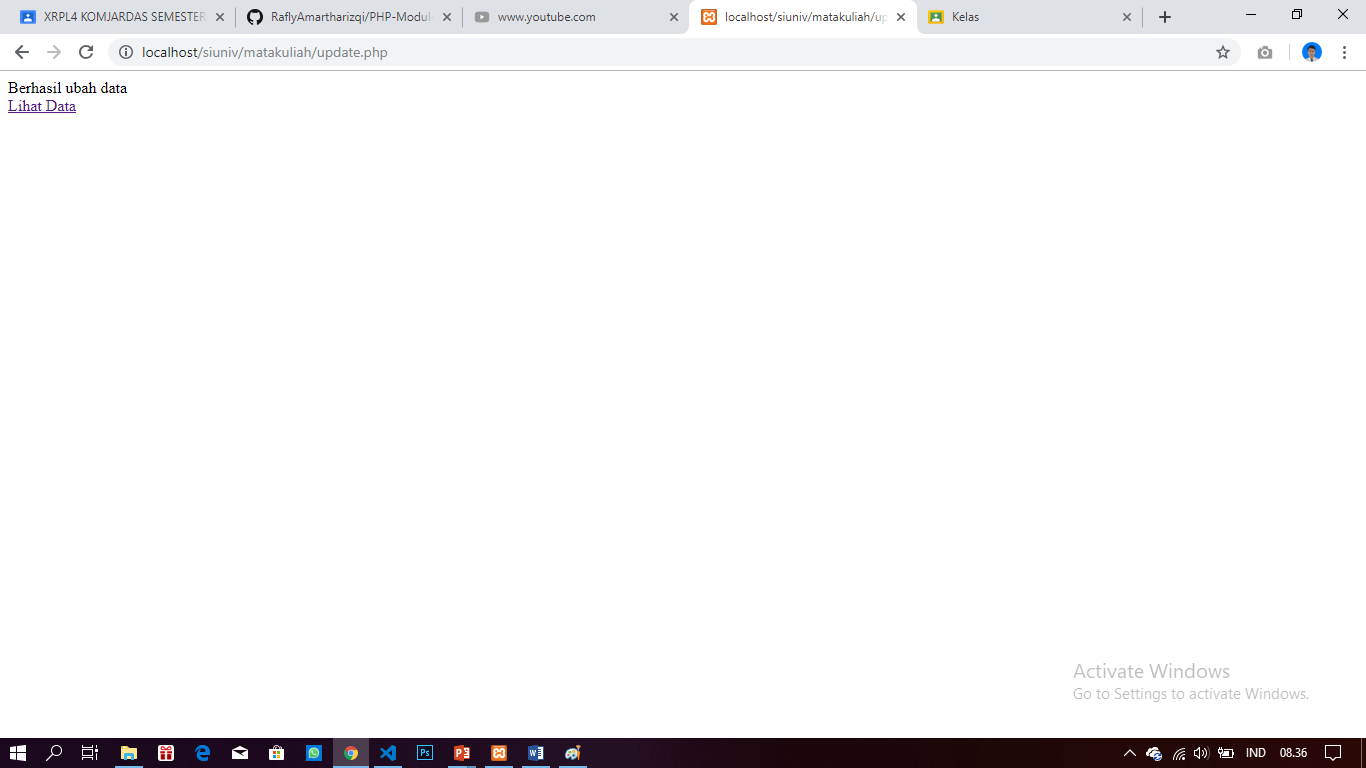 XRPL4 KOMJARDAS SEMESTER
RaflyAmartharizqi/PHP-Modul-
www.youtube.com
localhost/siuniv/matakuliah/up
Kelas
localhost/siuniv/matakuliah/update.php
Berhasil ubah data
Lihat Data
Activate Windows
Go to Settings to activate Windows.
IND
08.36